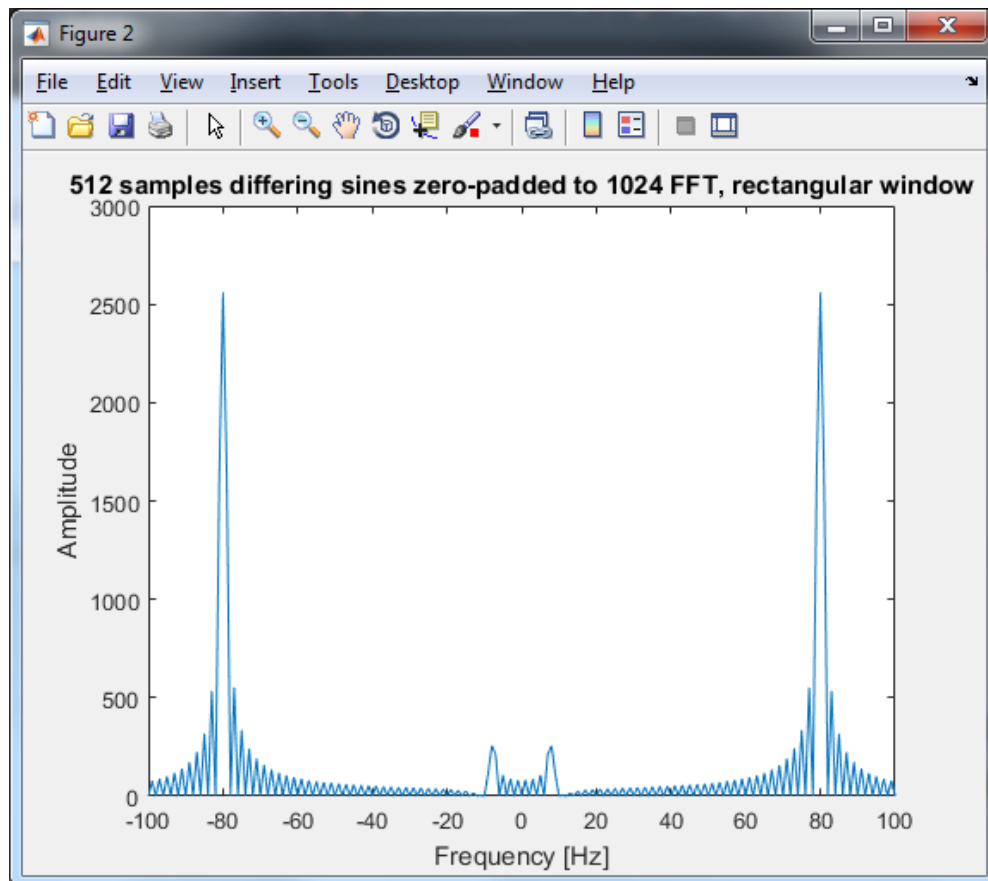 Figure 2
File Edit View Insert Tools Desktop Window Help
512 samples differing sines zero-padded to 1024 FFT, rectangular window
3000
2500
2000
1500
1000
500
0
Amplitude
-100 -80 -60 -40 -20 0 20 40 60 80 100
Frequency [Hz]